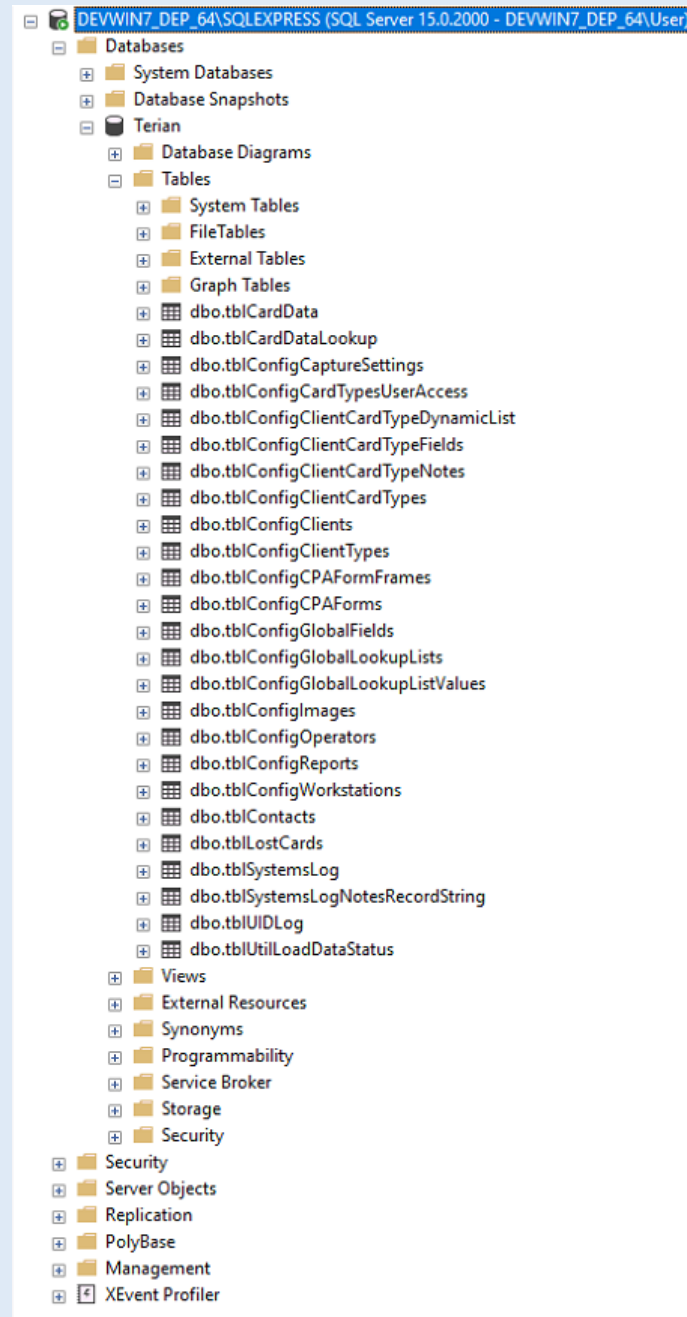 DEVWIN7_DEP_64\SQLEXPRESS (SQL Server 15.0.2000 - DEVWIN7_DEP_64\User)
Databases
System Databases
Database Snapshots
Terian
Database Diagrams
Tables
System Tables
FileTables
External Tables
Graph Tables
dbo.tblCardData
dbo.tblCardDataLookup
dbo.tblConfigCaptureSettings
dbo.tblConfigCardTypesUserAccess
dbo.tblConfigClientCardTypeDynamicList
dbo.tblConfigClientCardTypeFields
dbo.tblConfigClientCardTypeNotes
dbo.tblConfigClientCardTypes
dbo.tblConfigClients
dbo.tblConfigClientTypes
dbo.tblConfigCPAFormFrames
dbo.tblConfigCPAForms
dbo.tblConfigGlobalFields
dbo.tblConfigGlobalLookupLists
dbo.tblConfigGlobalLookupListValues
dbo.tblConfigImages
dbo.tblConfigOperators
dbo.tblConfigReports
dbo.tblConfigWorkstations
dbo.tblContacts
dbo.tblLostCards
dbo.tblSystemsLog
dbo.tblSystemsLogNotesRecordString
dbo.tblUIDLog
dbo.tblUtilLoadDataStatus
Views
External Resources
Synonyms
Programmability
Service Broker
Storage
Security
Security
Server Objects
Replication
PolyBase
Management
XEvent Profiler